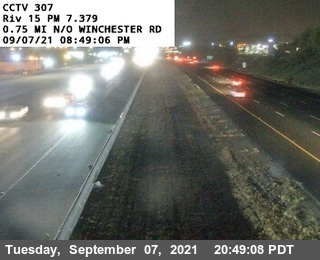 CCTV 307
Riv 15 PM 7.379
0.75 MI N/O WINCHESTER RD
09/07/21 08:49:06 PM
Tuesday, September 07, 2021 20:49:08 PDT